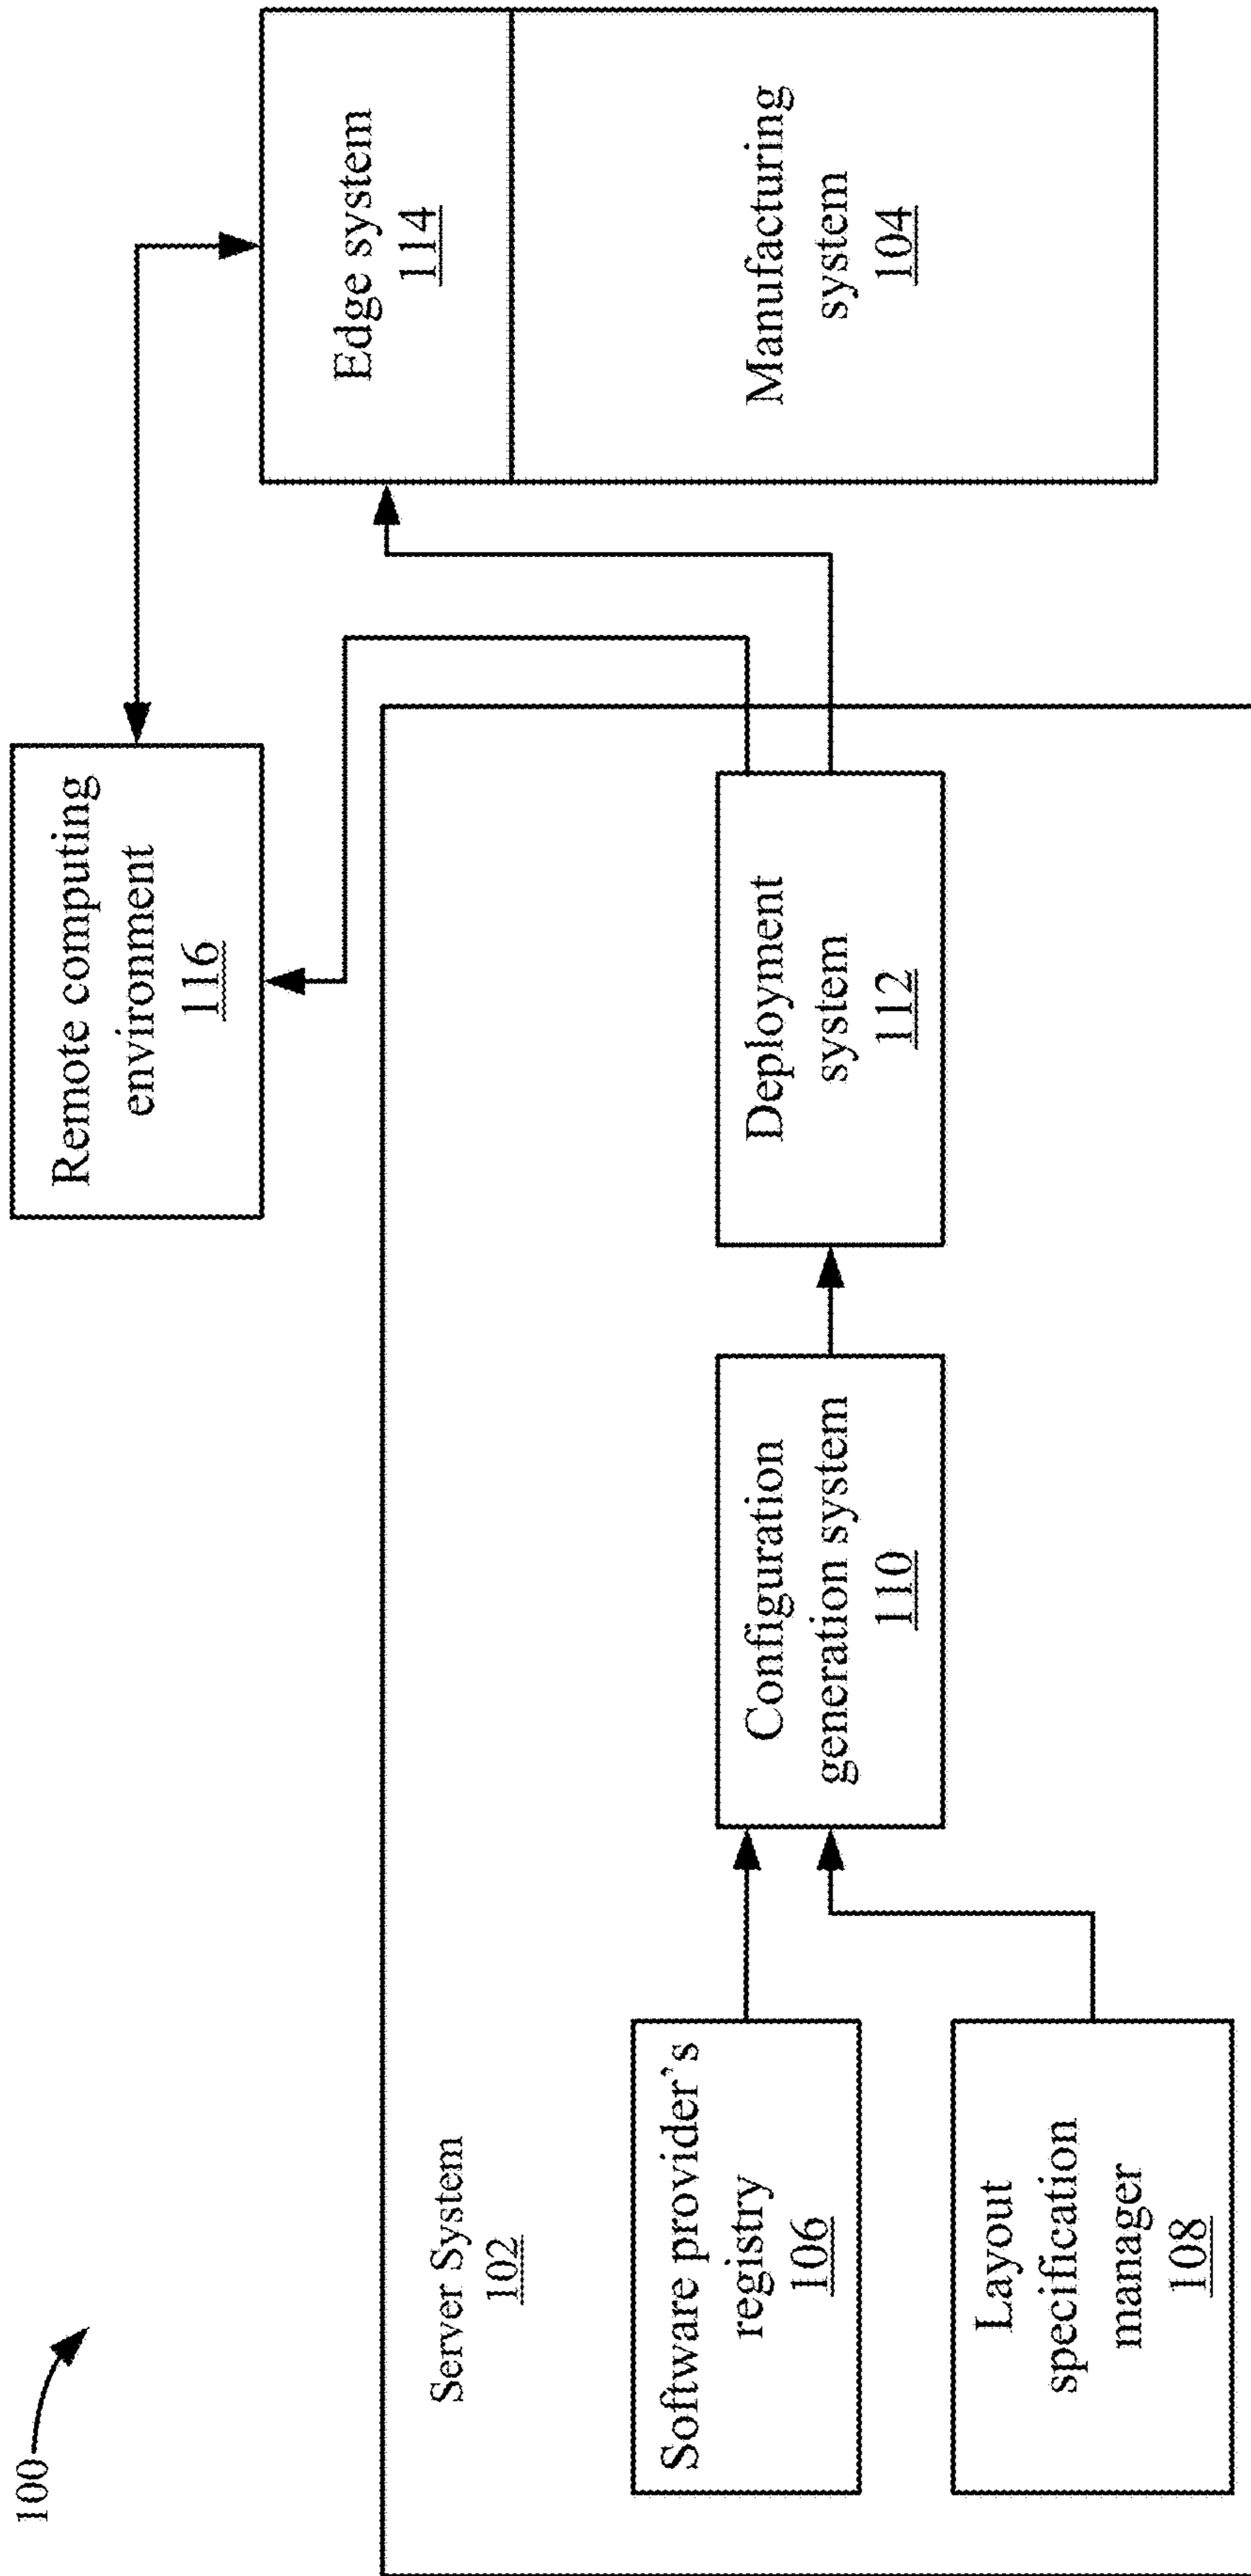 100
Remote computing
environment
116
Edge system
114
Manufacturing
system
104
Server System
102
Software provider's
registry
106
Configuration
generation system
110
Deployment
system
112
Layout
specification
manager
108